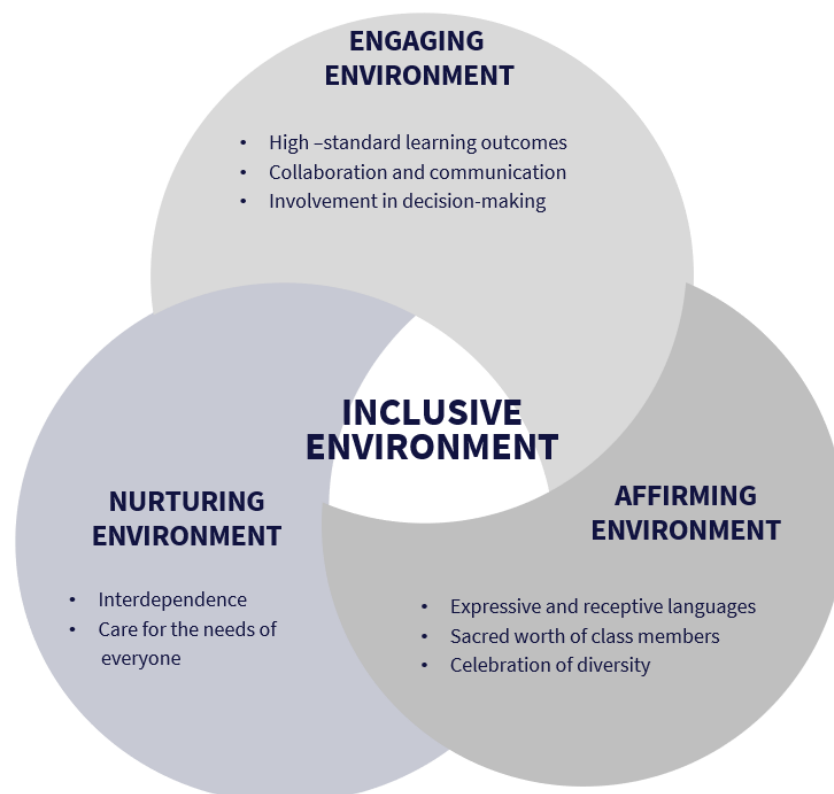 ENGAGING
ENVIRONMENT
• High –standard learning outcomes
• Collaboration and communication
• Involvement in decision-making
INCLUSIVE
ENVIRONMENT
NURTURING
ENVIRONMENT
• Interdependence
• Care for the needs of
everyone
AFFIRMING
ENVIRONMENT
• Expressive and receptive languages
• Sacred worth of class members
• Celebration of diversity